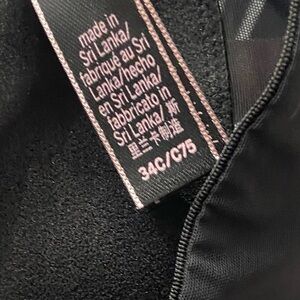 made in
Sri Lanka/
fabriqué au Sri
Lanka/hecho
en Sri Lanka/
fabbricato in
Sri Lanka/斯
里兰卡制造
34C/C75